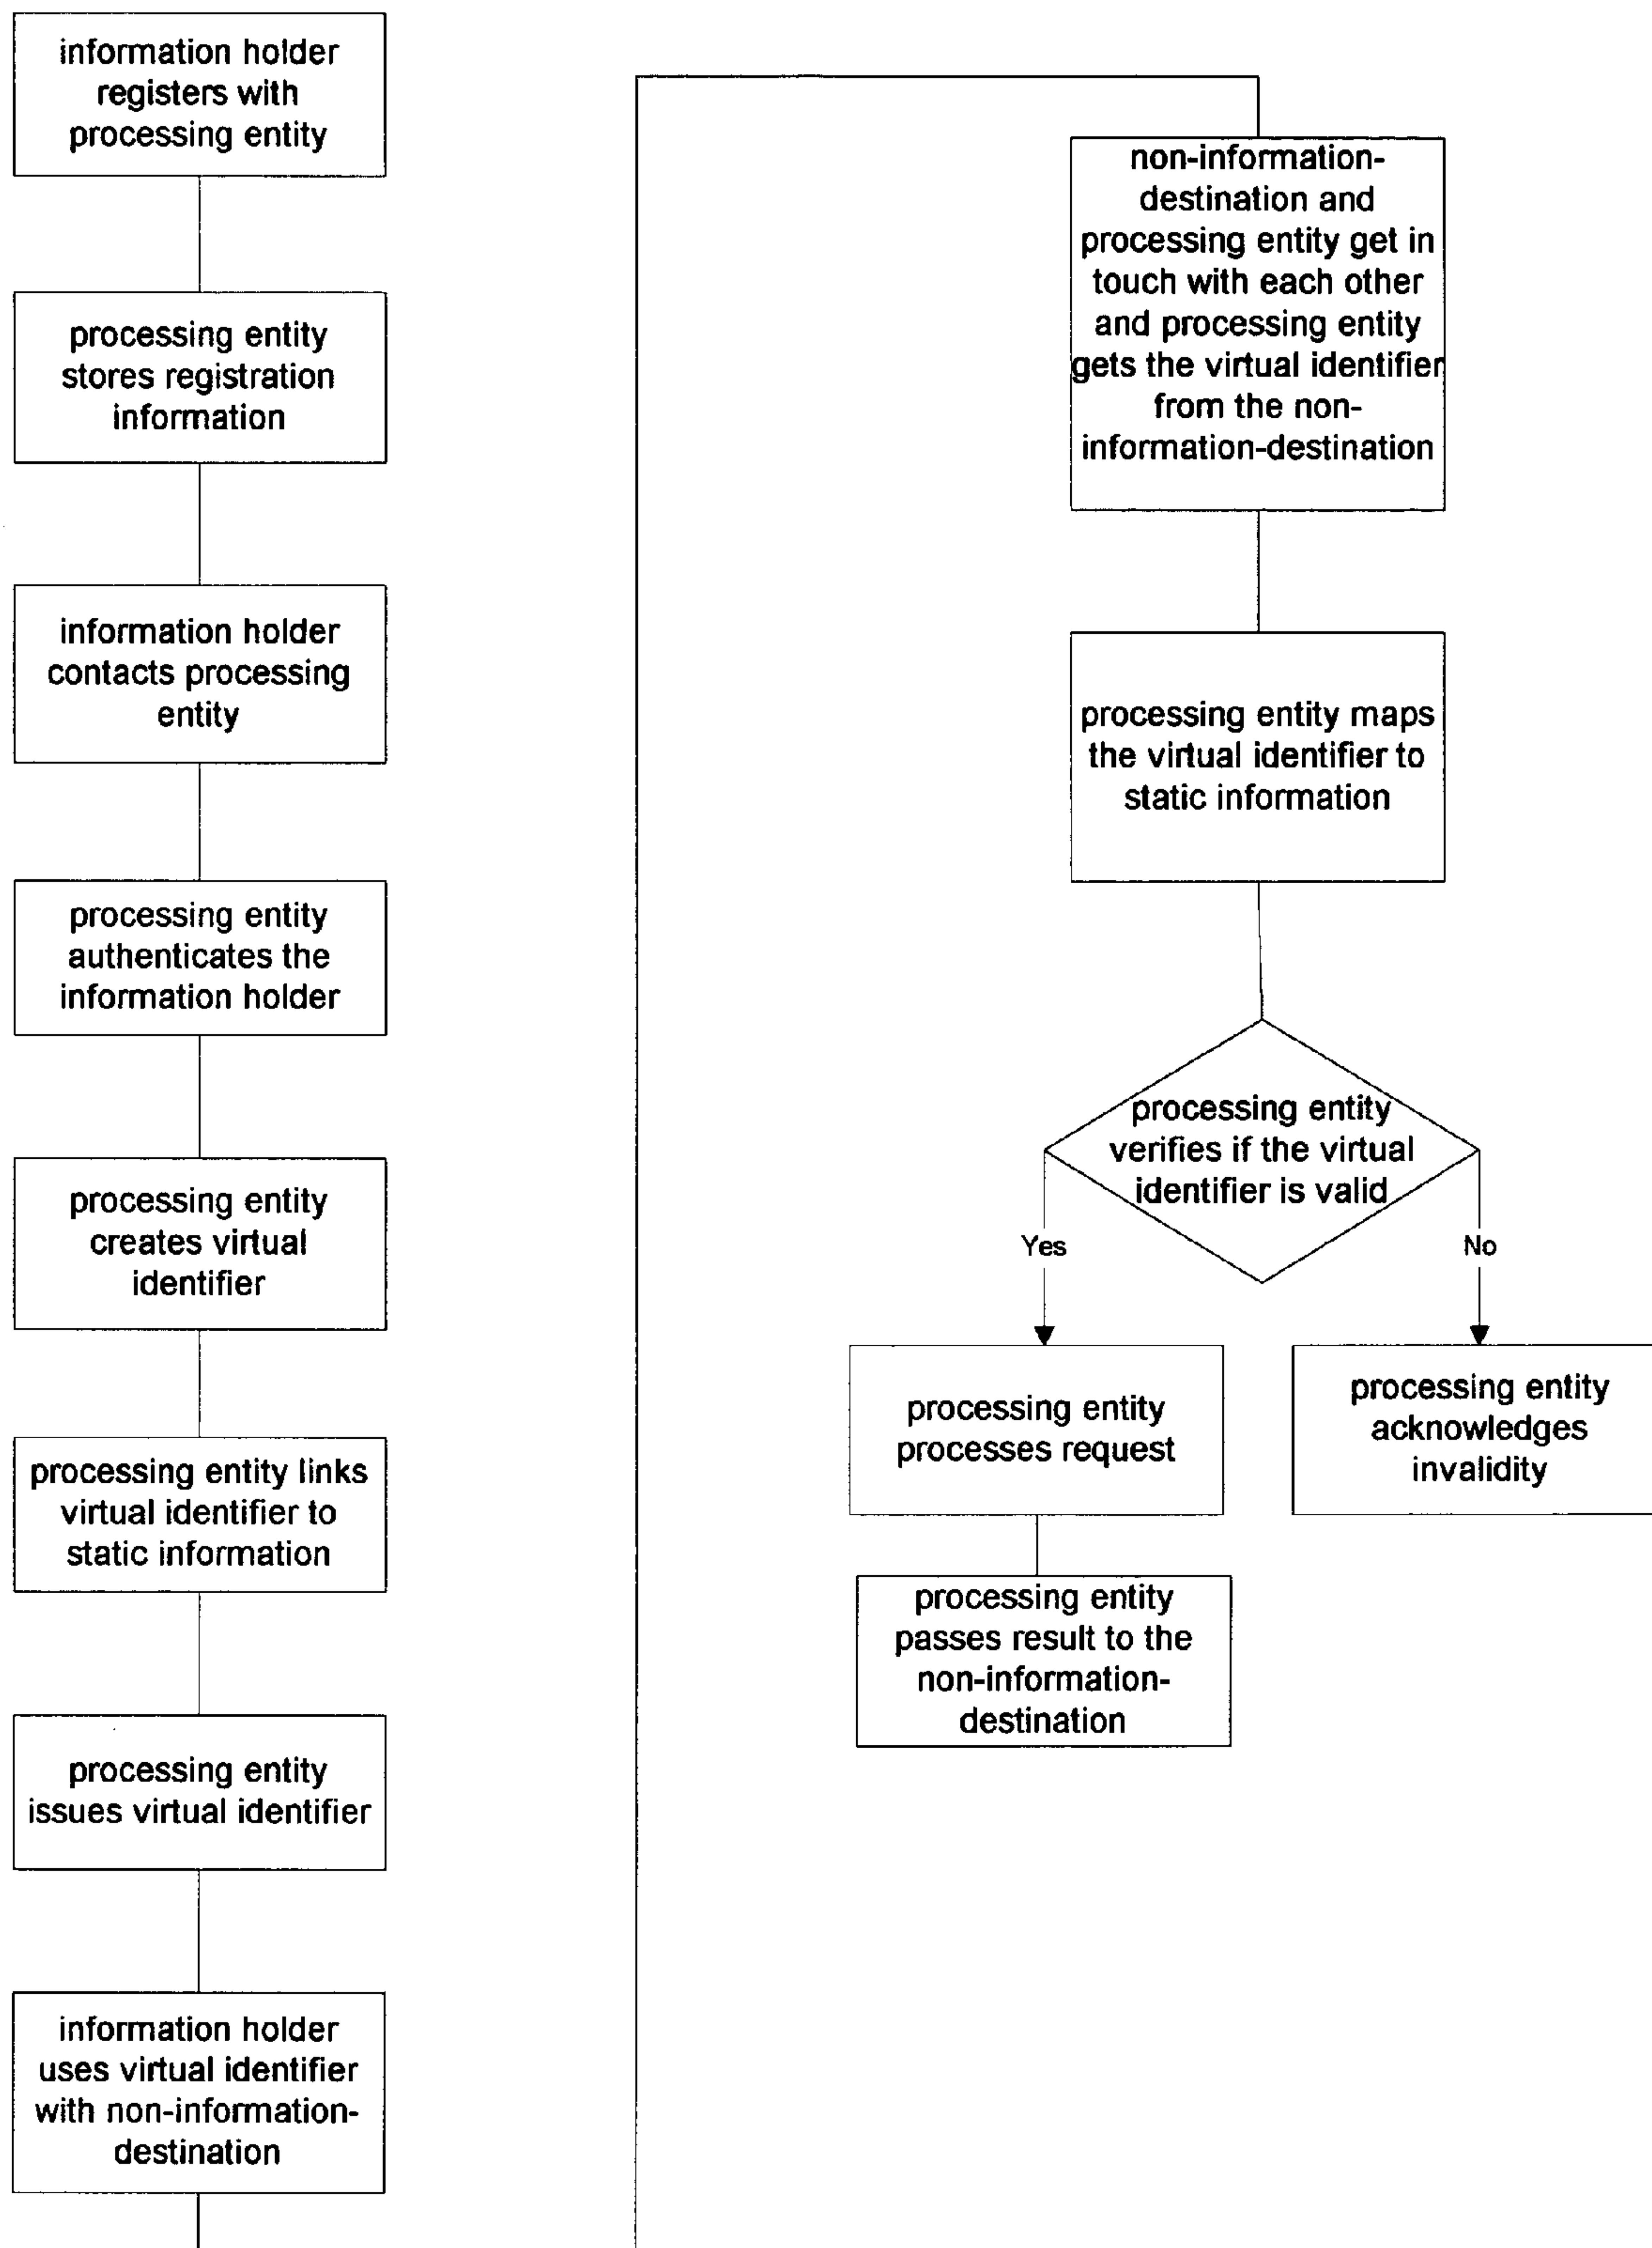 information holder
registers with
processing entity
processing entity
stores registration
information
information holder
contacts processing
entity
processing entity
authenticates the
information holder
processing entity
creates virtual
identifier
processing entity links
virtual identifier to
static information
processing entity
issues virtual identifier
information holder
uses virtual identifier
with non-information-
destination
non-information-
destination and
processing entity get in
touch with each other
and processing entity
gets the virtual identifier
from the non-
information-destination
processing entity maps
the virtual identifier to
static information
processing entity
verifies if the virtual
identifier is valid
Yes
No
processing entity
processes request
processing entity
acknowledges
invalidity
processing entity
passes result to the
non-information-
destination